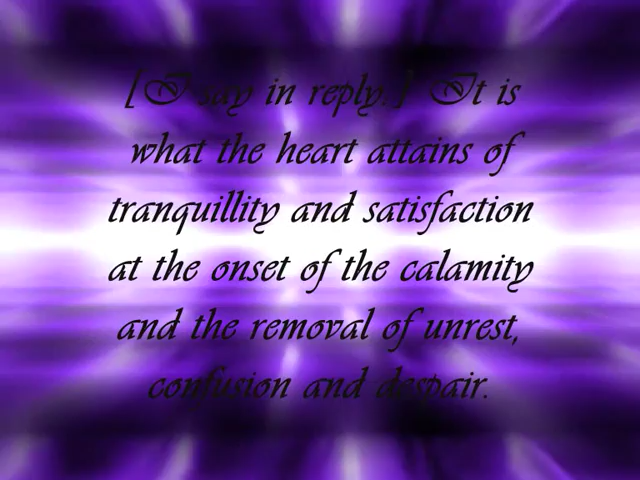 [I say in reply:] It is
what the heart attains of
tranquillity and satisfaction
at the onset of the calamity
and the removal of unrest,
confusion and despair.